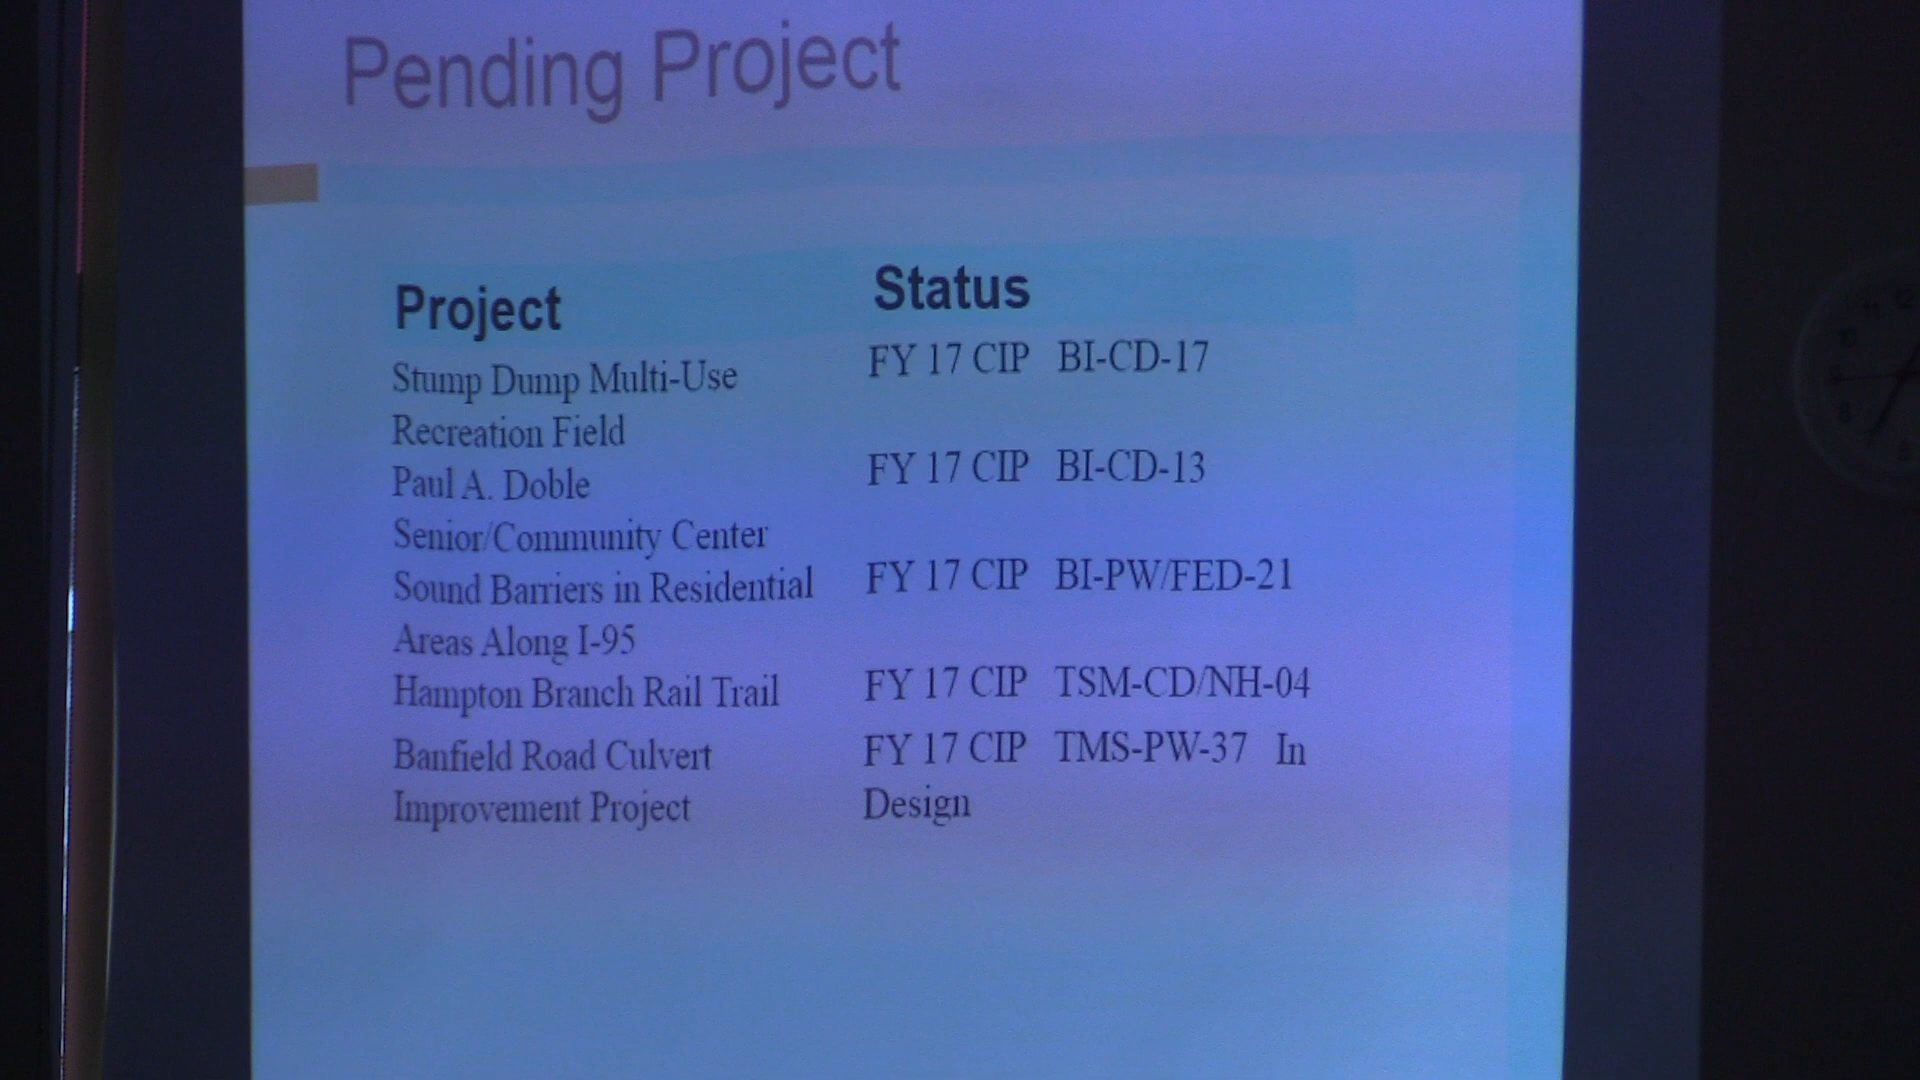 Pending Project
Project
Status
Stump Dump Multi-Use
Recreation Field
FY 17 CIP BI-CD-17
Paul A. Doble
Senior/Community Center
FY 17 CIP BI-CD-13
Sound Barriers in Residential
Areas Along I-95
FY 17 CIP BI-PW/FED-21
Hampton Branch Rail Trail
FY 17 CIP TSM-CD/NH-04
Banfield Road Culvert
Improvement Project
FY 17 CIP TMS-PW-37 In
Design